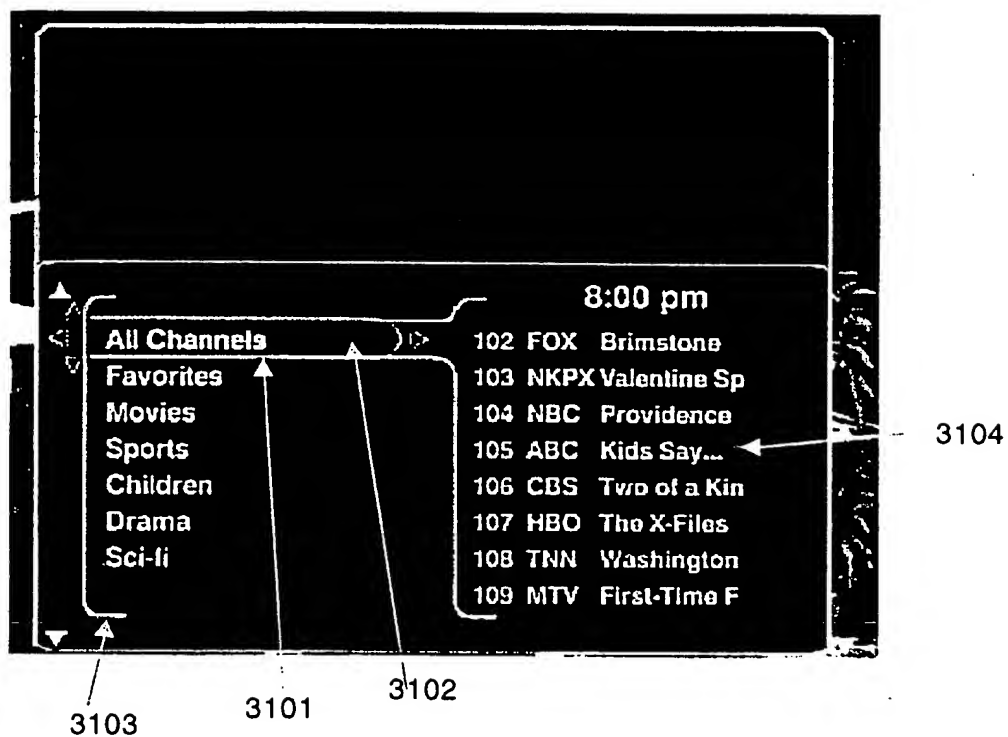 8:00 pm
All Channels
Favorites
Movies
Sports
Children
Drama
Sci-fi
102 FOX Brimstone
103 NKPX Valentine Sp
104 NBC Providence
105 ABC Kids Say...
106 CBS Two of a Kin
107 HBO The X-Files
108 TNN Washington
109 MTV First-Time F
3104
3103
3101
3102